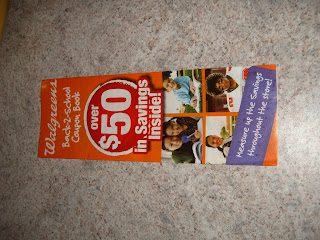 Walgreens
Back-2-School
Coupon Book
over
$50
in Savings
inside!
Measure up the savings
throughout the store!